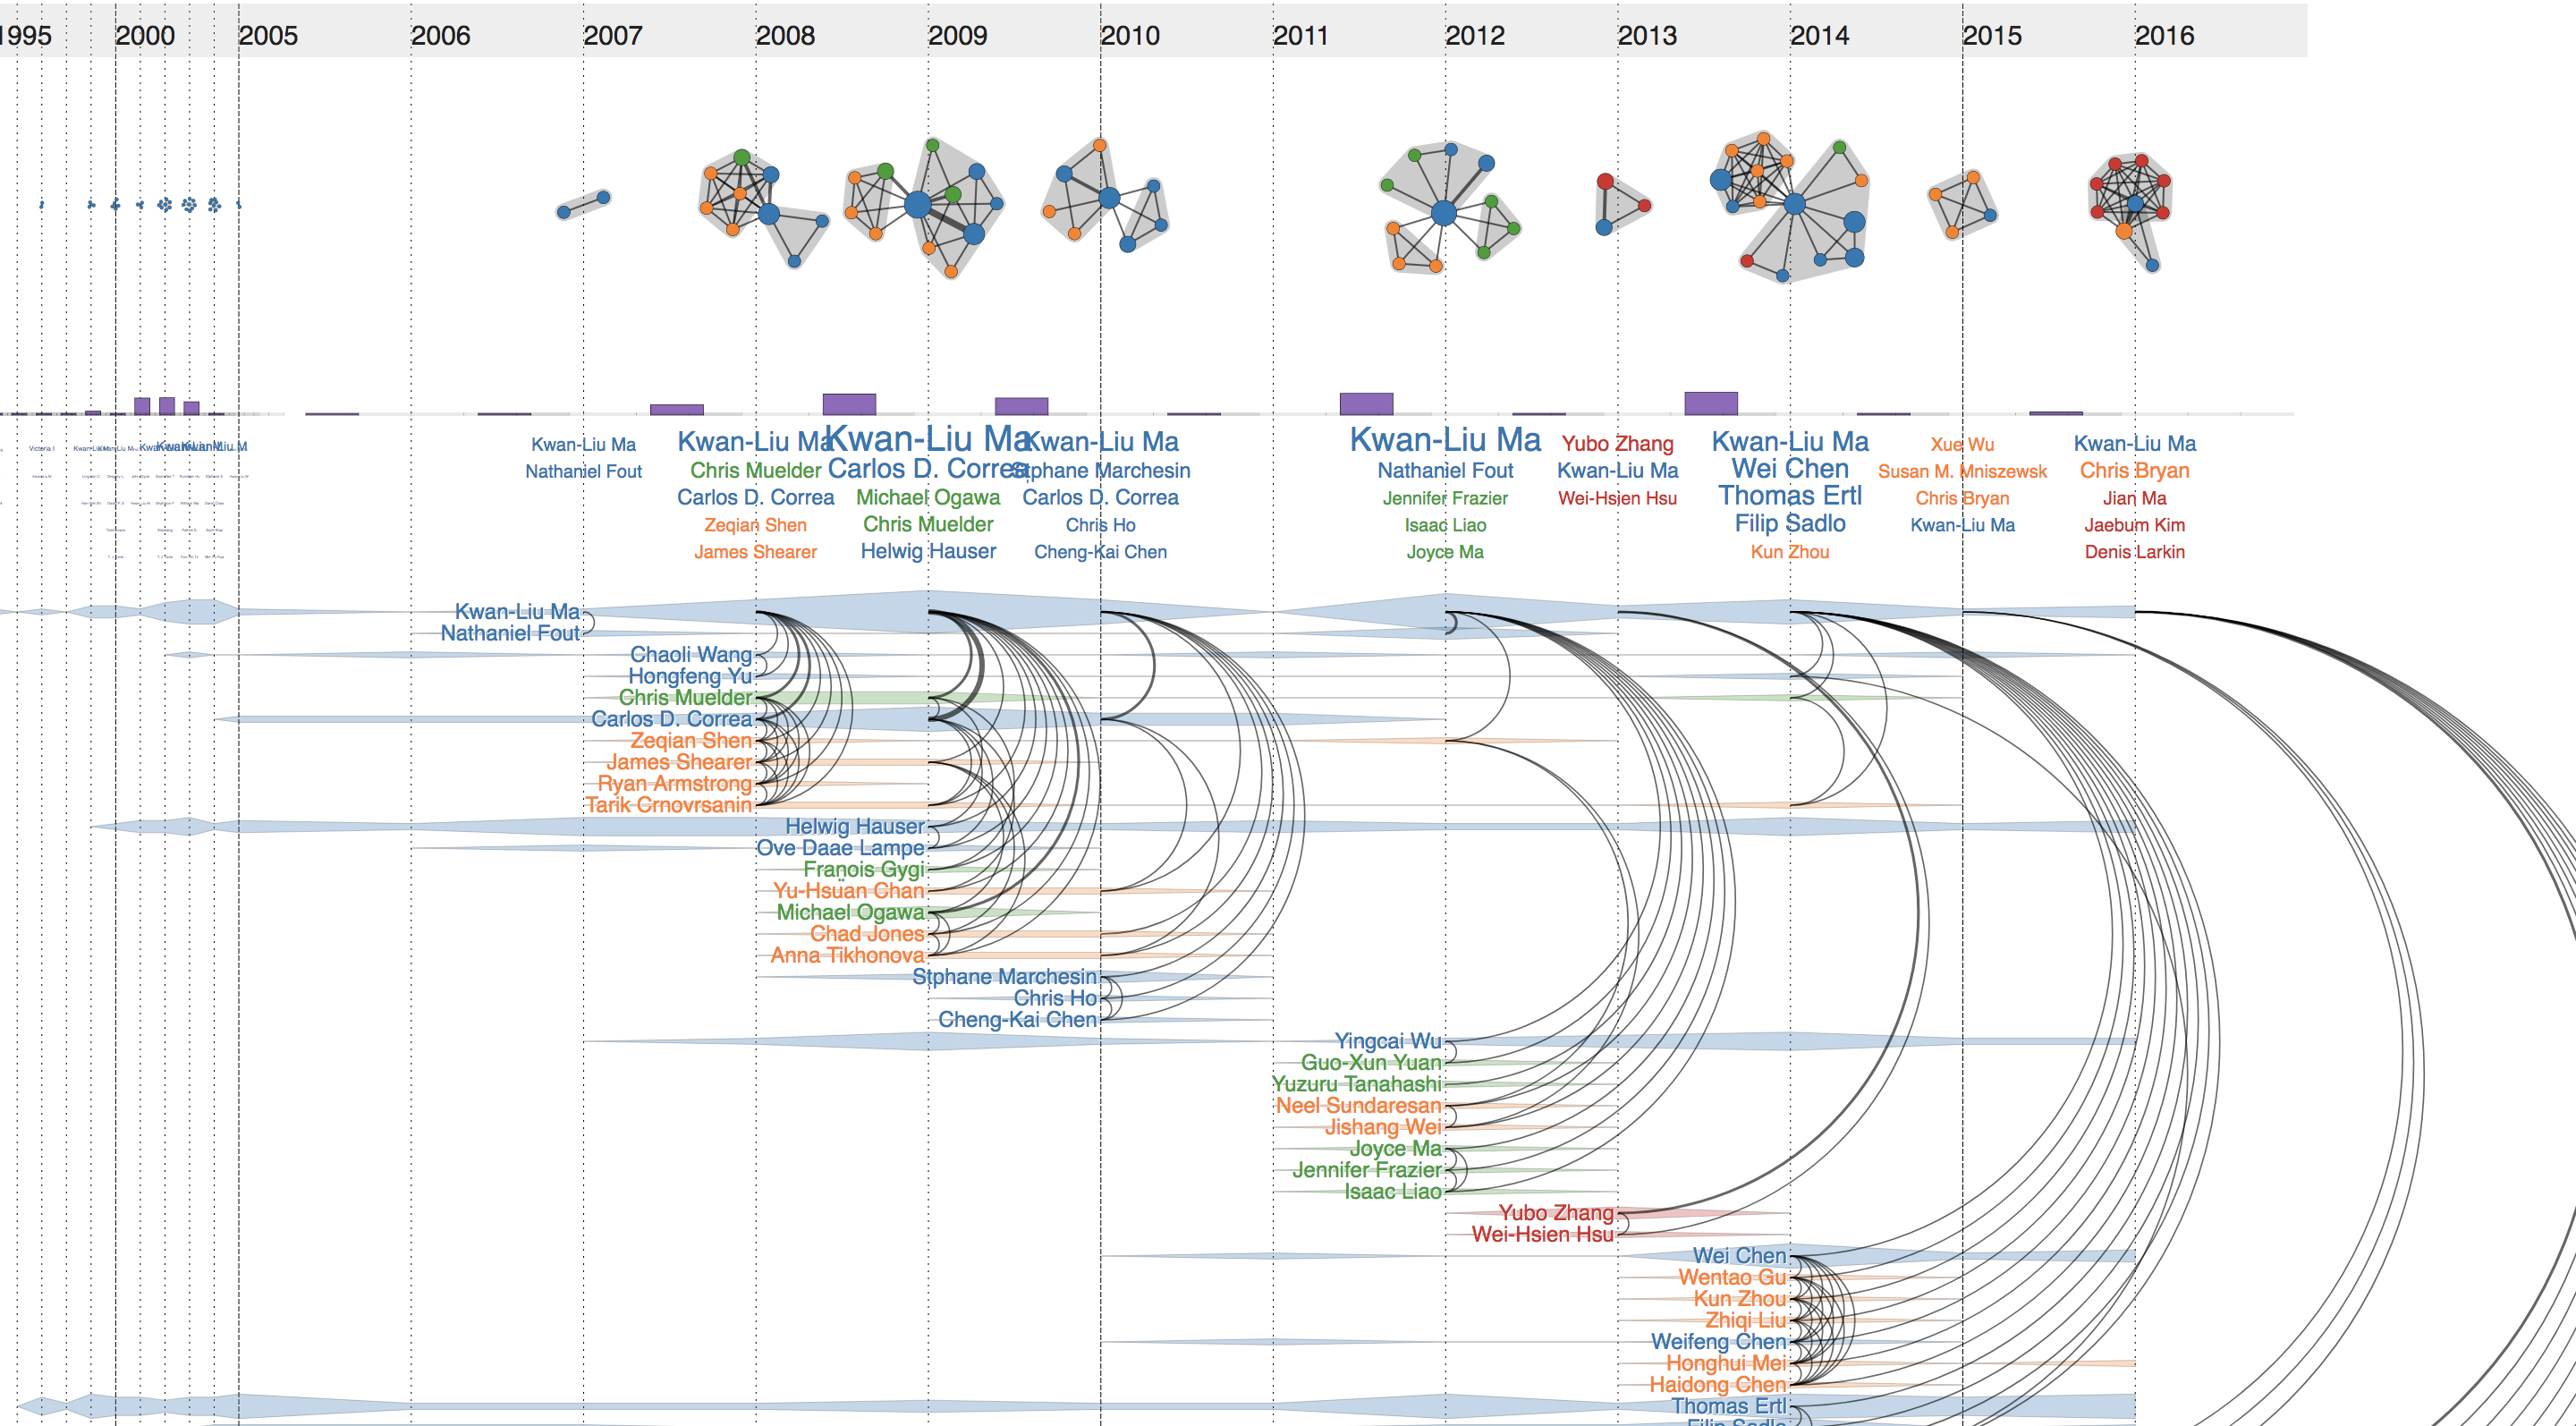 1995 2000 2005 2006 2007 2008 2009 2010 2011 2012 2013 2014 2015 2016
Kwan-Liu Ma
Nathaniel Fout
Kwan-Liu Ma
Chris Muelder
Carlos D. Correa
Zeqian Shen
James Shearer
Kwan-Liu Ma
Carlos D. Correa
Michael Ogawa
Chris Muelder
Helwig Hauser
Kwan-Liu Ma
Stphane Marchesin
Carlos D. Correa
Chris Ho
Cheng-Kai Chen
Kwan-Liu Ma
Nathaniel Fout
Jennifer Frazier
Isaac Liao
Joyce Ma
Yubo Zhang
Kwan-Liu Ma
Wei-Hsien Hsu
Kwan-Liu Ma
Wei Chen
Thomas Ertl
Filip Sadlo
Kun Zhou
Xue Wu
Susan M. Mniszewsk
Chris Bryan
Kwan-Liu Ma
Kwan-Liu Ma
Chris Bryan
Jian Ma
Jaebum Kim
Denis Larkin
Kwan-Liu Ma
Nathaniel Fout
Chaoli Wang
Hongfeng Yu
Chris Muelder
Carlos D. Correa
Zeqian Shen
James Shearer
Ryan Armstrong
Tarik Crnovrsanin
Helwig Hauser
Ove Daae Lampe
Franois Gygi
Yu-Hsuan Chan
Michael Ogawa
Chad Jones
Anna Tikhonova
Stphane Marchesin
Chris Ho
Cheng-Kai Chen
Yingcai Wu
Guo-Xun Yuan
Yuzuru Tanahashi
Neel Sundaresan
Jishang Wei
Joyce Ma
Jennifer Frazier
Isaac Liao
Yubo Zhang
Wei-Hsien Hsu
Wei Chen
Wentao Gu
Kun Zhou
Zhiqi Liu
Weifeng Chen
Honghui Mei
Haidong Chen
Thomas Ertl
Filip Sadlo